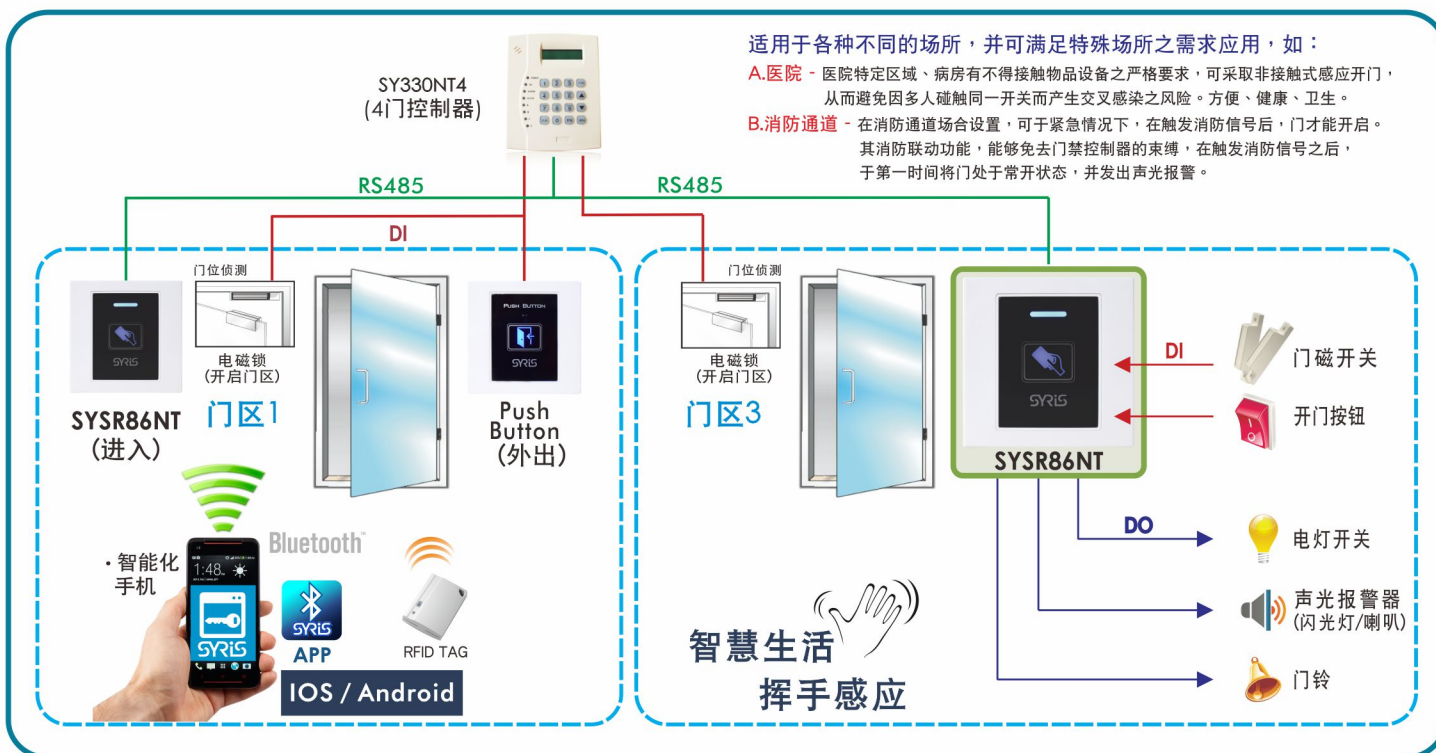 SY330NT4
(4门控制器)
适用于各种不同的场所，并可满足特殊场所之需求应用，如：
A.医院 - 医院特定区域、病房有不得接触物品设备之严格要求，可采取非接触式感应开门，
从而避免因多人碰触同一开关而产生交叉感染之风险。方便、健康、卫生。
B.消防通道 - 在消防通道场合设置，可于紧急情况下，在触发消防信号后，门才能开启。
其消防联动功能，能够免去门禁控制器的束缚，在触发消防信号之后，
于第一时间将门处于常开状态，并发出声光报警。
RS485
RS485
DI
门位侦测
电磁锁
(开启门区)
门区1
SYRIS
SYSR86NT
(进入)
PUSH BUTTON
SYRIS
Push
Button
(外出)
门位侦测
电磁锁
(开启门区)
门区3
SYRIS
SYSR86NT
DI
门磁开关
开门按钮
DO
电灯开关
声光报警器
(闪光灯/喇叭)
门铃
·智能化
手机
1:48
SYRIS
Bluetooth™
SYRIS
APP
RFID TAG
IOS / Android
智慧生活
挥手感应